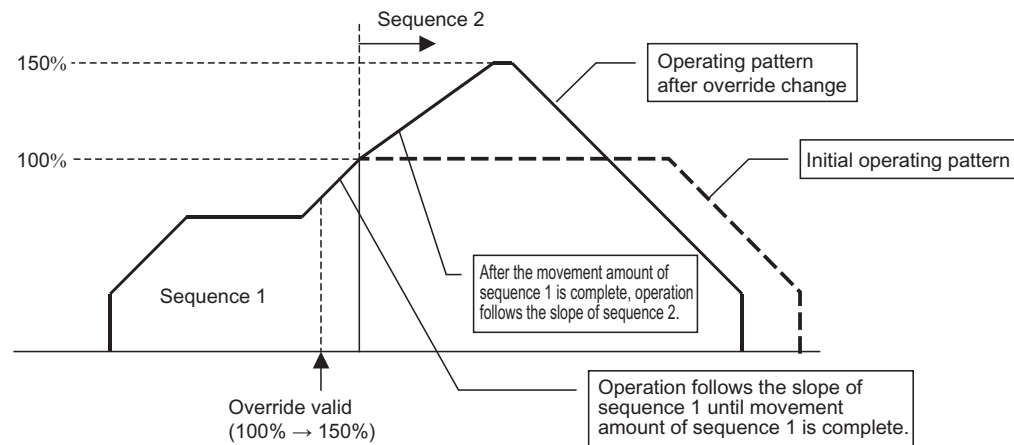 Sequence 2
150%
Operating pattern
after override change
100%
Initial operating pattern
After the movement amount of
sequence 1 is complete, operation
follows the slope of sequence 2.
Sequence 1
Override valid
(100% → 150%)
Operation follows the slope of
sequence 1 until movement
amount of sequence 1 is complete.